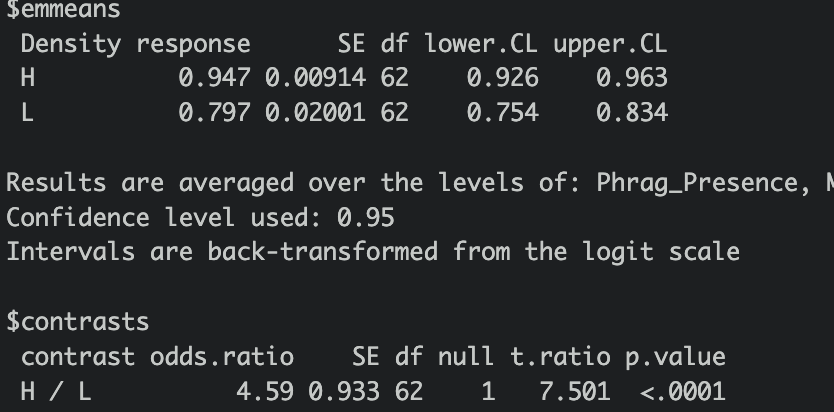 $emmeans
 Density response      SE df lower.CL upper.CL
 H          0.947 0.00914 62    0.926    0.963
 L          0.797 0.02001 62    0.754    0.834
Results are averaged over the levels of: Phrag_Presence,
Confidence level used: 0.95
Intervals are back-transformed from the logit scale
$contrasts
 contrast odds.ratio    SE df null t.ratio p.value
 H / L          4.59 0.933 62    1   7.501  <.0001